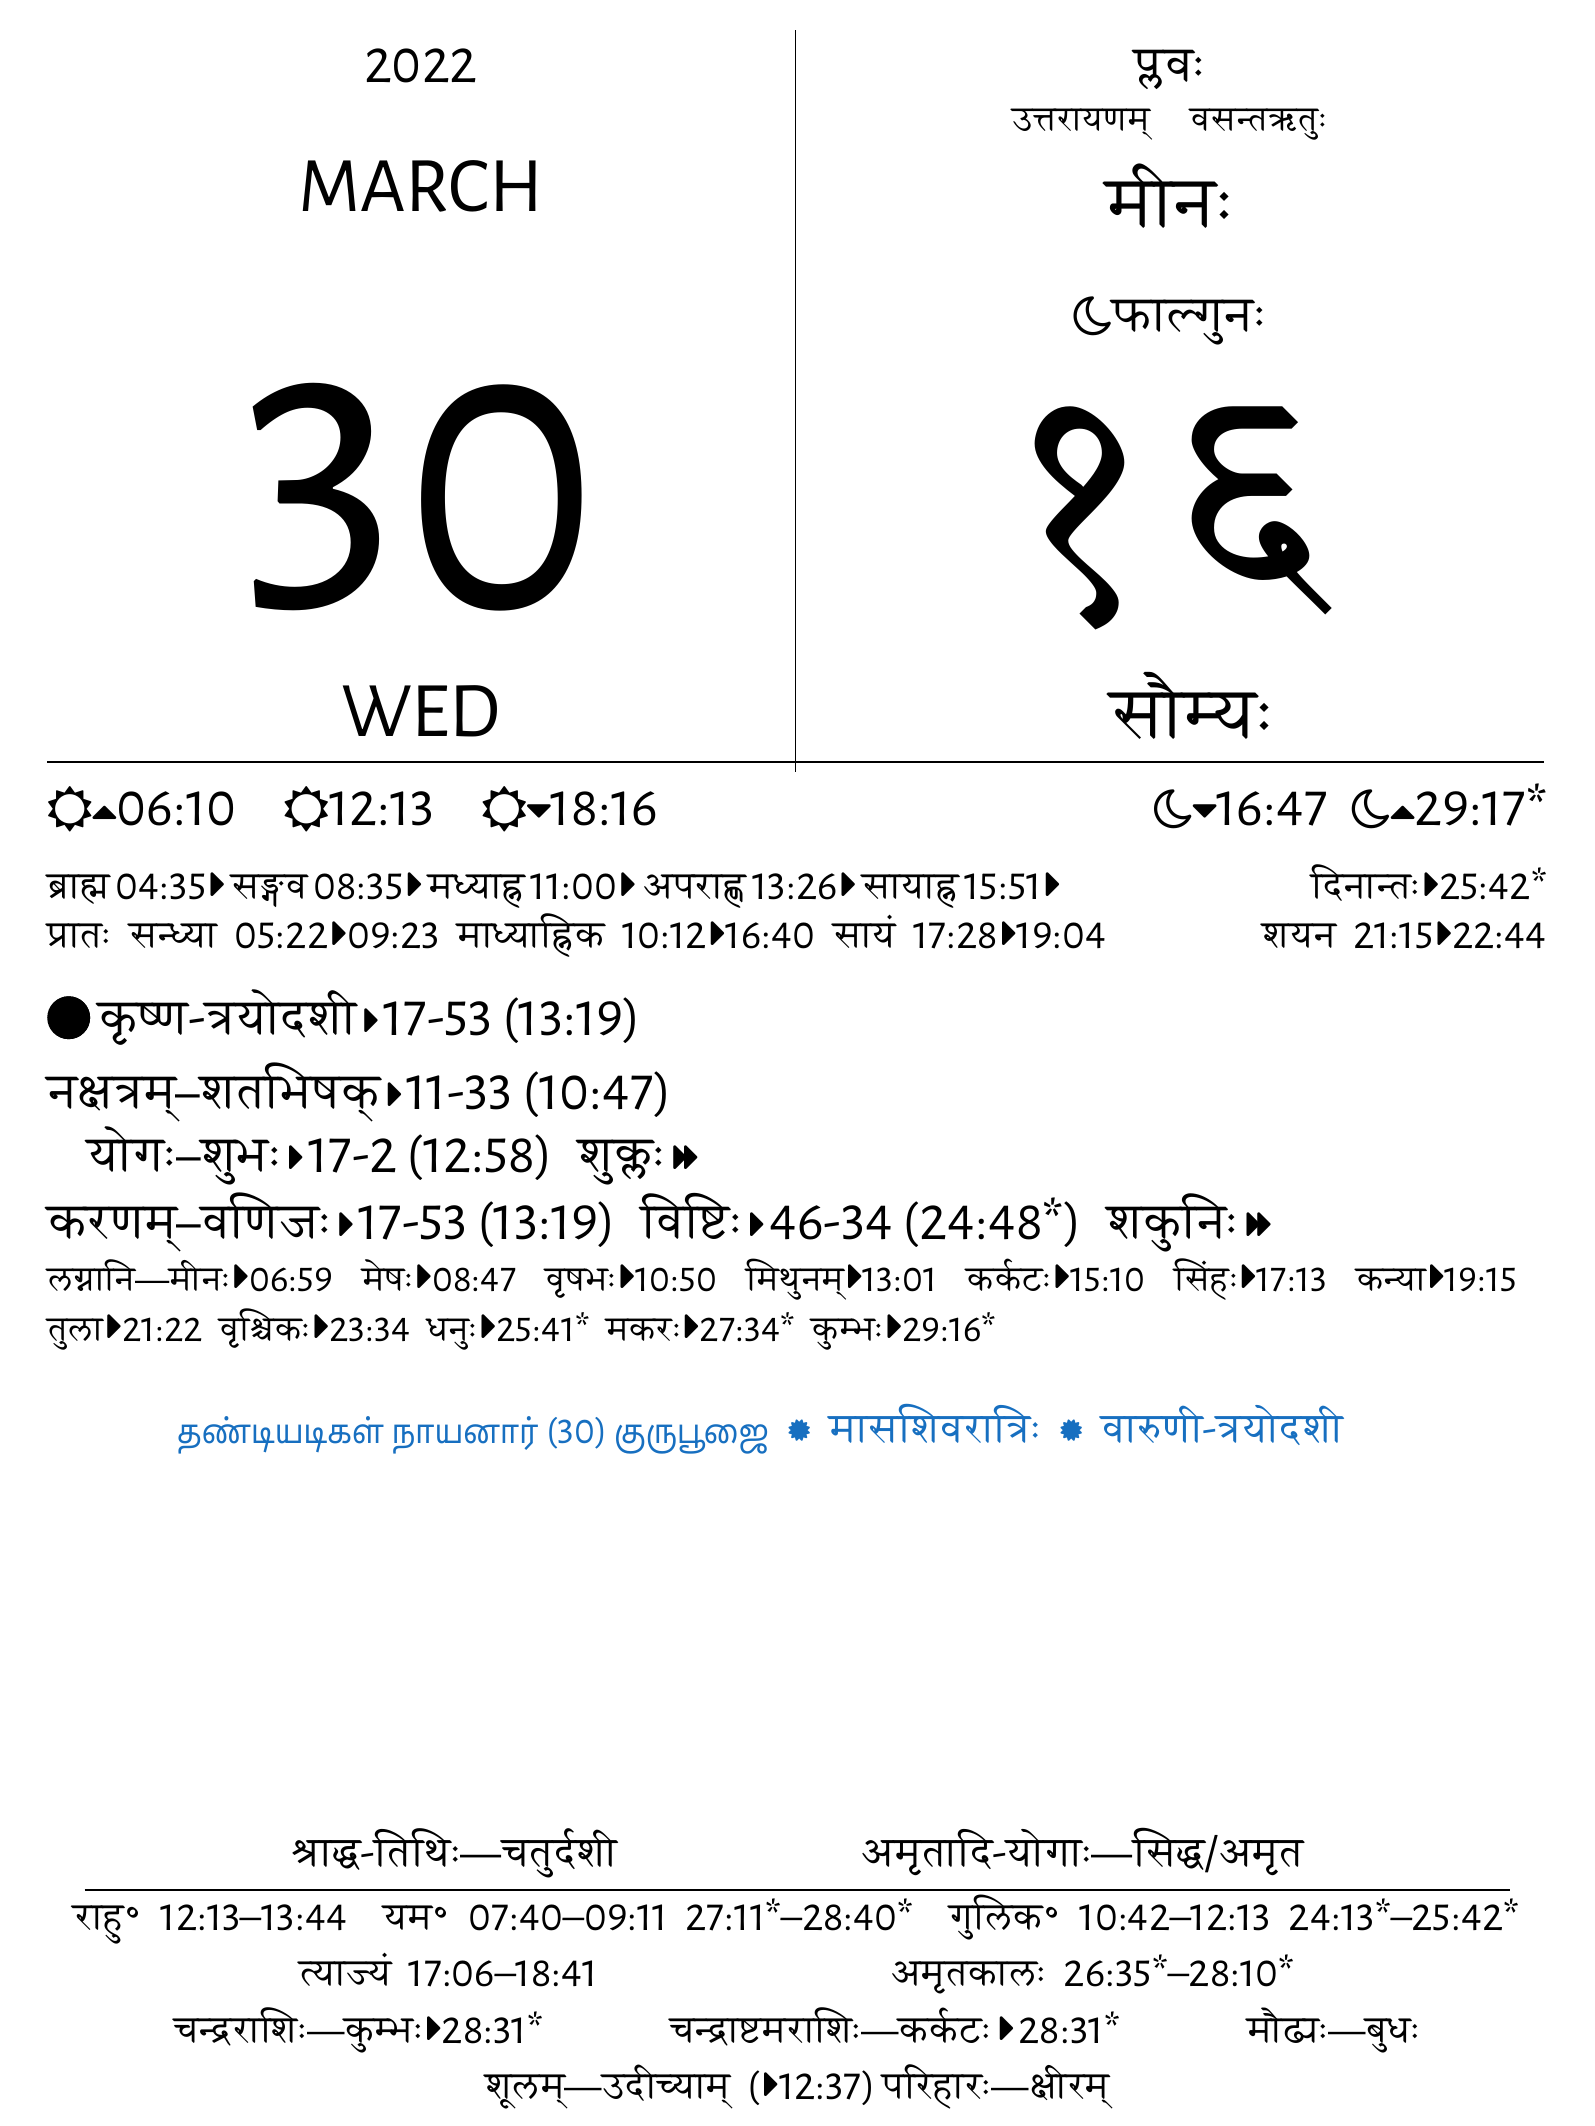 2022
MARCH
30
WED
प्लवः
उत्तरायणम् वसन्तऋतुः
मीनः
फाल्गुनः
१६
सौम्यः
06:10 12:13 18:16 16:47 29:17*
ब्राह्म 04:35 सङ्गव 08:35 मध्याह्न 11:00 अपराह्ण 13:26 सायाह्न 15:51 दिनान्तः 25:42*
प्रातः सन्ध्या 05:22 09:23 माध्याह्निक 10:12 16:40 सायं 17:28 19:04 शयन 21:15 22:44
कृष्ण-त्रयोदशी 17-53 (13:19)
नक्षत्रम्–शतभिषक् 11-33 (10:47)
योगः–शुभः 17-2 (12:58) शुक्लः
करणम्–वणिजः 17-53 (13:19) विष्टिः 46-34 (24:48*) शकुनिः
लग्नानि—मीनः 06:59 मेषः 08:47 वृषभः 10:50 मिथुनम् 13:01 कर्कटः 15:10 सिंहः 17:13 कन्या 19:15
तुला 21:22 वृश्चिकः 23:34 धनुः 25:41* मकरः 27:34* कुम्भः 29:16*
தண்டியடிகள் நாயனார் (30) குருபூஜை मासशिवरात्रिः वारुणी-त्रयोदशी
श्राद्ध-तिथिः—चतुर्दशी अमृतादि-योगाः—सिद्ध/अमृत
राहु° 12:13–13:44 यम° 07:40–09:11 27:11*–28:40* गुलिक° 10:42–12:13 24:13*–25:42*
त्याज्यं 17:06–18:41 अमृतकालः 26:35*–28:10*
चन्द्रराशिः—कुम्भः 28:31* चन्द्राष्टमराशिः—कर्कटः 28:31* मौढ्यः—बुधः
शूलम्—उदीच्याम् (12:37) परिहारः—क्षीरम्